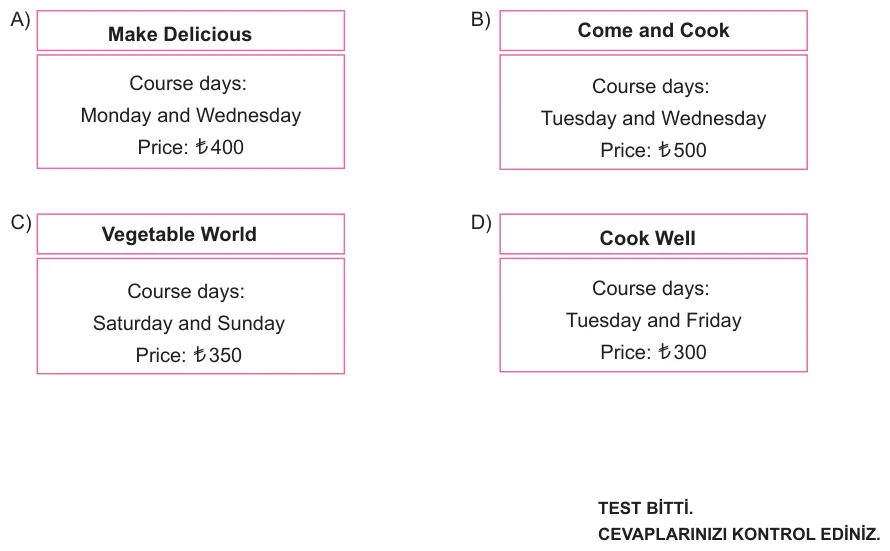 A)
Make Delicious
Course days:
Monday and Wednesday
Price: ₺400
B)
Come and Cook
Course days:
Tuesday and Wednesday
Price: ₺500
C)
Vegetable World
Course days:
Saturday and Sunday
Price: ₺350
D)
Cook Well
Course days:
Tuesday and Friday
Price: ₺300
TEST BİTTİ.
CEVAPLARINIZI KONTROL EDİNİZ.